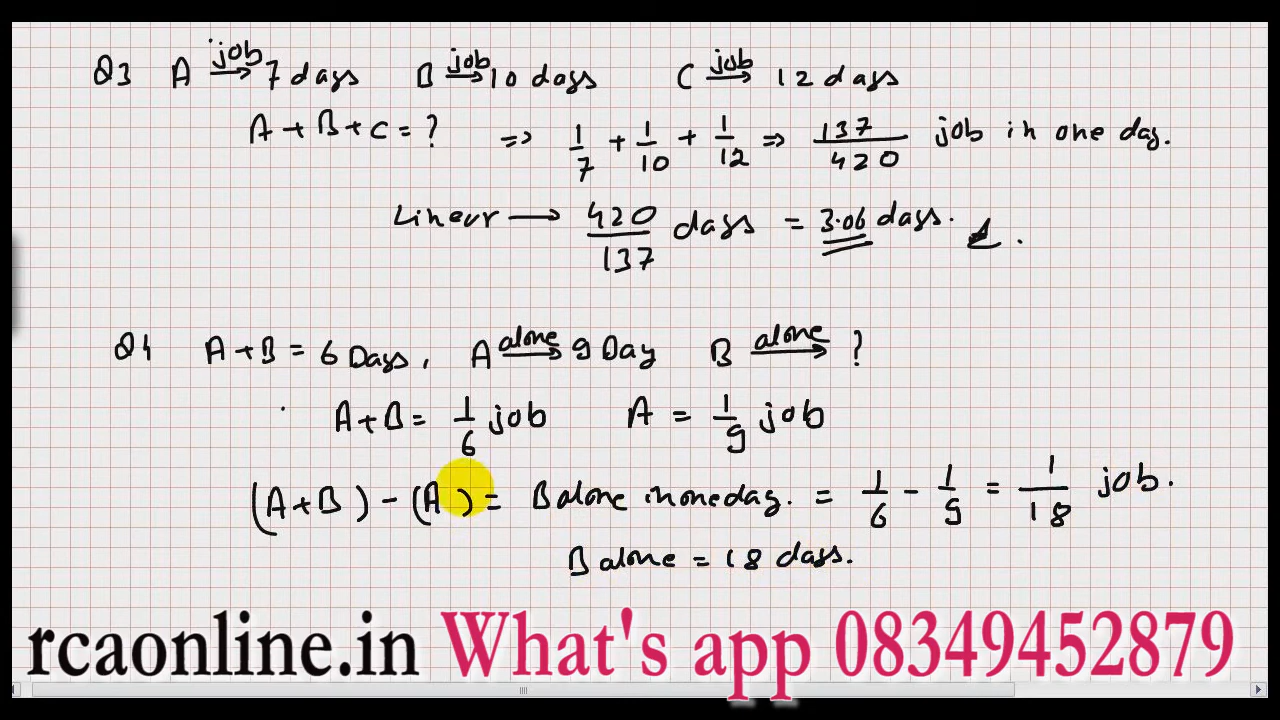 Q3 A job→ 7 days B job→ 10 days C job→ 12 days
A + B + C = ? => 1/7 + 1/10 + 1/12 => 137/420 job in one day.
Linear → 420/137 days = 3.06 days.
Q4 A + B = 6 Days, A alone→ 9 Day B alone→ ?
A + B = 1/6 job A = 1/9 job
(A + B) - (A) = B alone in one day. = 1/6 - 1/9 = 1/18 job.
B alone = 18 days.
rcaonline.in What's app 08349452879